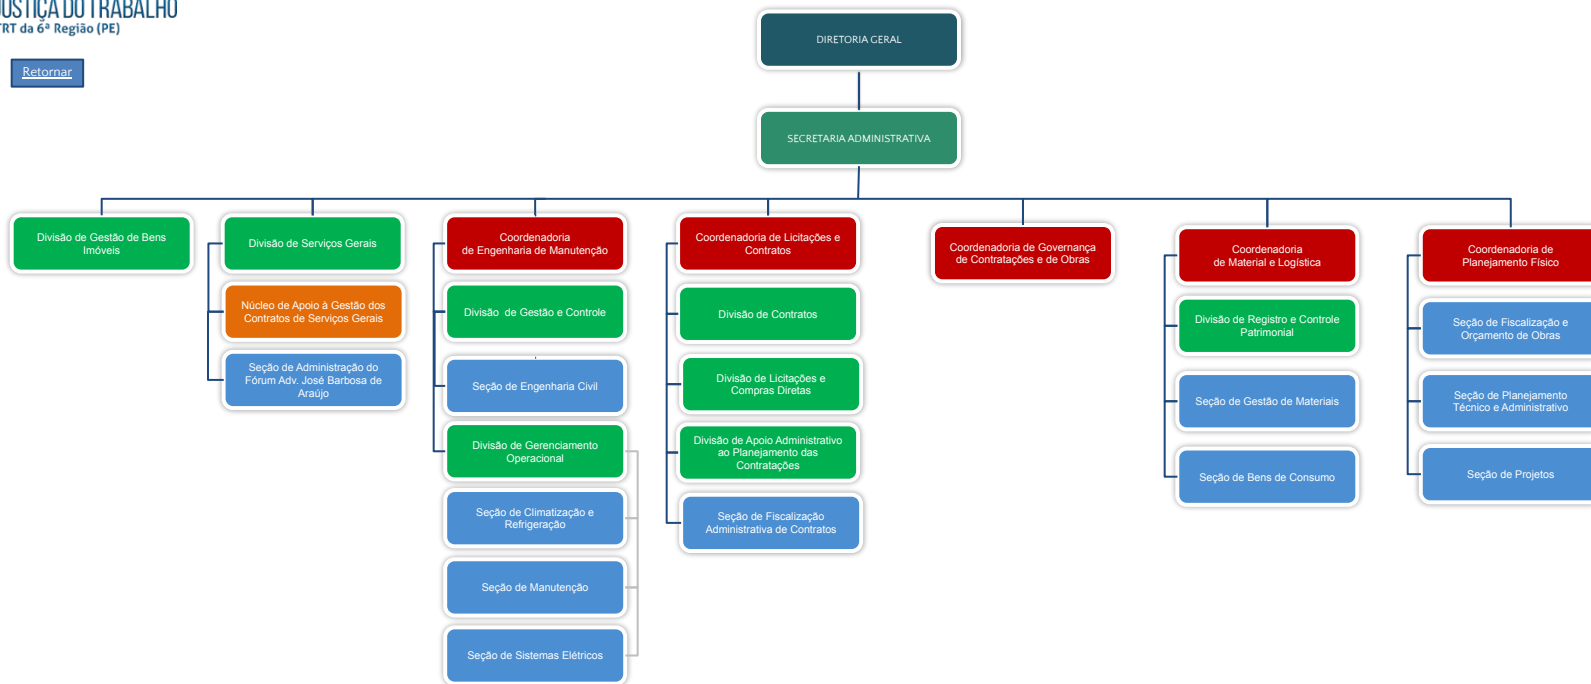 JUSTIÇA DO TRABALHO
TRT da 6ª Região (PE)
Retornar
DIRETORIA GERAL
SECRETARIA ADMINISTRATIVA
Divisão de Gestão de Bens
Imóveis
Divisão de Serviços Gerais
Núcleo de Apoio à Gestão dos
Contratos de Serviços Gerais
Seção de Administração do
Fórum Adv. José Barbosa de
Araújo
Coordenadoria
de Engenharia de Manutenção
Divisão de Gestão e Controle
Seção de Engenharia Civil
Divisão de Gerenciamento
Operacional
Seção de Climatização e
Refrigeração
Seção de Manutenção
Seção de Sistemas Elétricos
Coordenadoria de Licitações e
Contratos
Divisão de Contratos
Divisão de Licitações e
Compras Diretas
Divisão de Apoio Administrativo
ao Planejamento das
Contratações
Seção de Fiscalização
Administrativa de Contratos
Coordenadoria de Governança
de Contratações e de Obras
Coordenadoria
de Material e Logística
Divisão de Registro e Controle
Patrimonial
Seção de Gestão de Materiais
Seção de Bens de Consumo
Coordenadoria de
Planejamento Físico
Seção de Fiscalização e
Orçamento de Obras
Seção de Planejamento
Técnico e Administrativo
Seção de Projetos